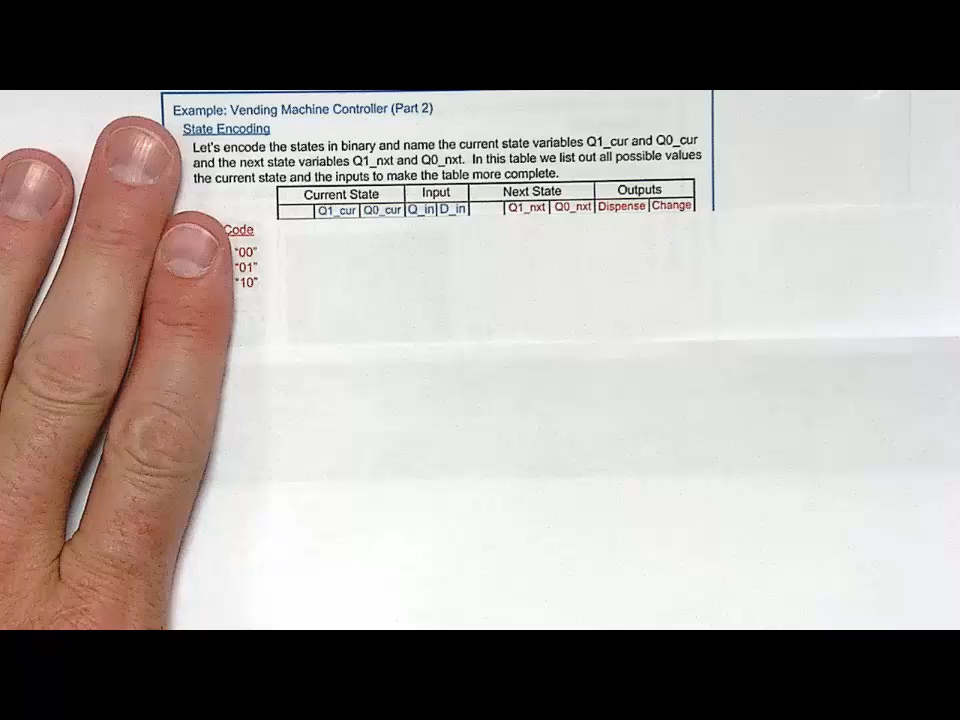 Example: Vending Machine Controller (Part 2)
State Encoding
Let's encode the states in binary and name the current state variables Q1_cur and Q0_cur
and the next state variables Q1_nxt and Q0_nxt. In this table we list out all possible values
the current state and the inputs to make the table more complete.
Current State Input Next State Outputs
Q1_cur Q0_cur Q_in D_in Q1_nxt Q0_nxt Dispense Change
Code
"00"
"01"
"10"